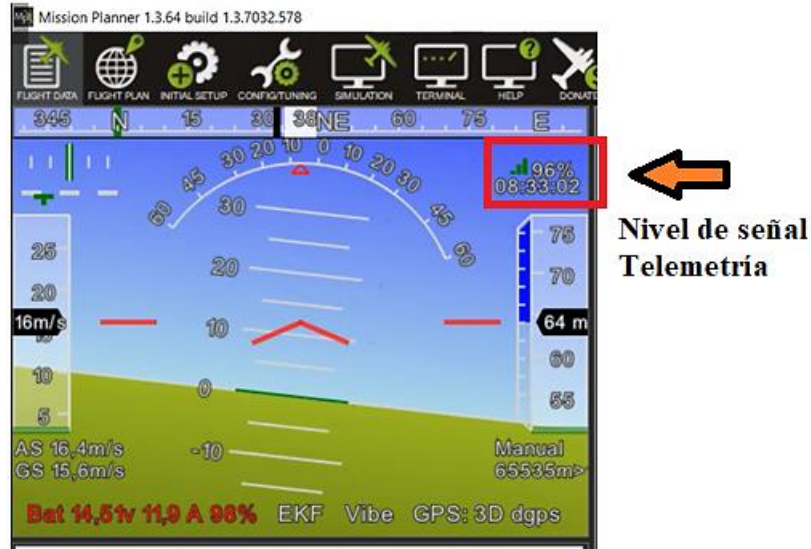 Mission Planner 1.3.64 build 1.3.7032.578
FLIGHT DATA FLIGHT PLAN INITIAL SETUP CONFIG/TUNING SIMULATION TERMINAL HELP DONATE
345 N 15 30 38 NE 60 75 E
60 45 30 20 10 0 10 20 30 45 60
96%
08:33:02
Nivel de señal
Telemetría
30
20
10
0
-10
25
20
16m/s
10
5
75
70
64 m
60
55
AS 16,4m/s
GS 15,6m/s
Manual
65535m>
Bat 14,51v 11,9 A 98% EKF Vibe GPS: 3D dgps